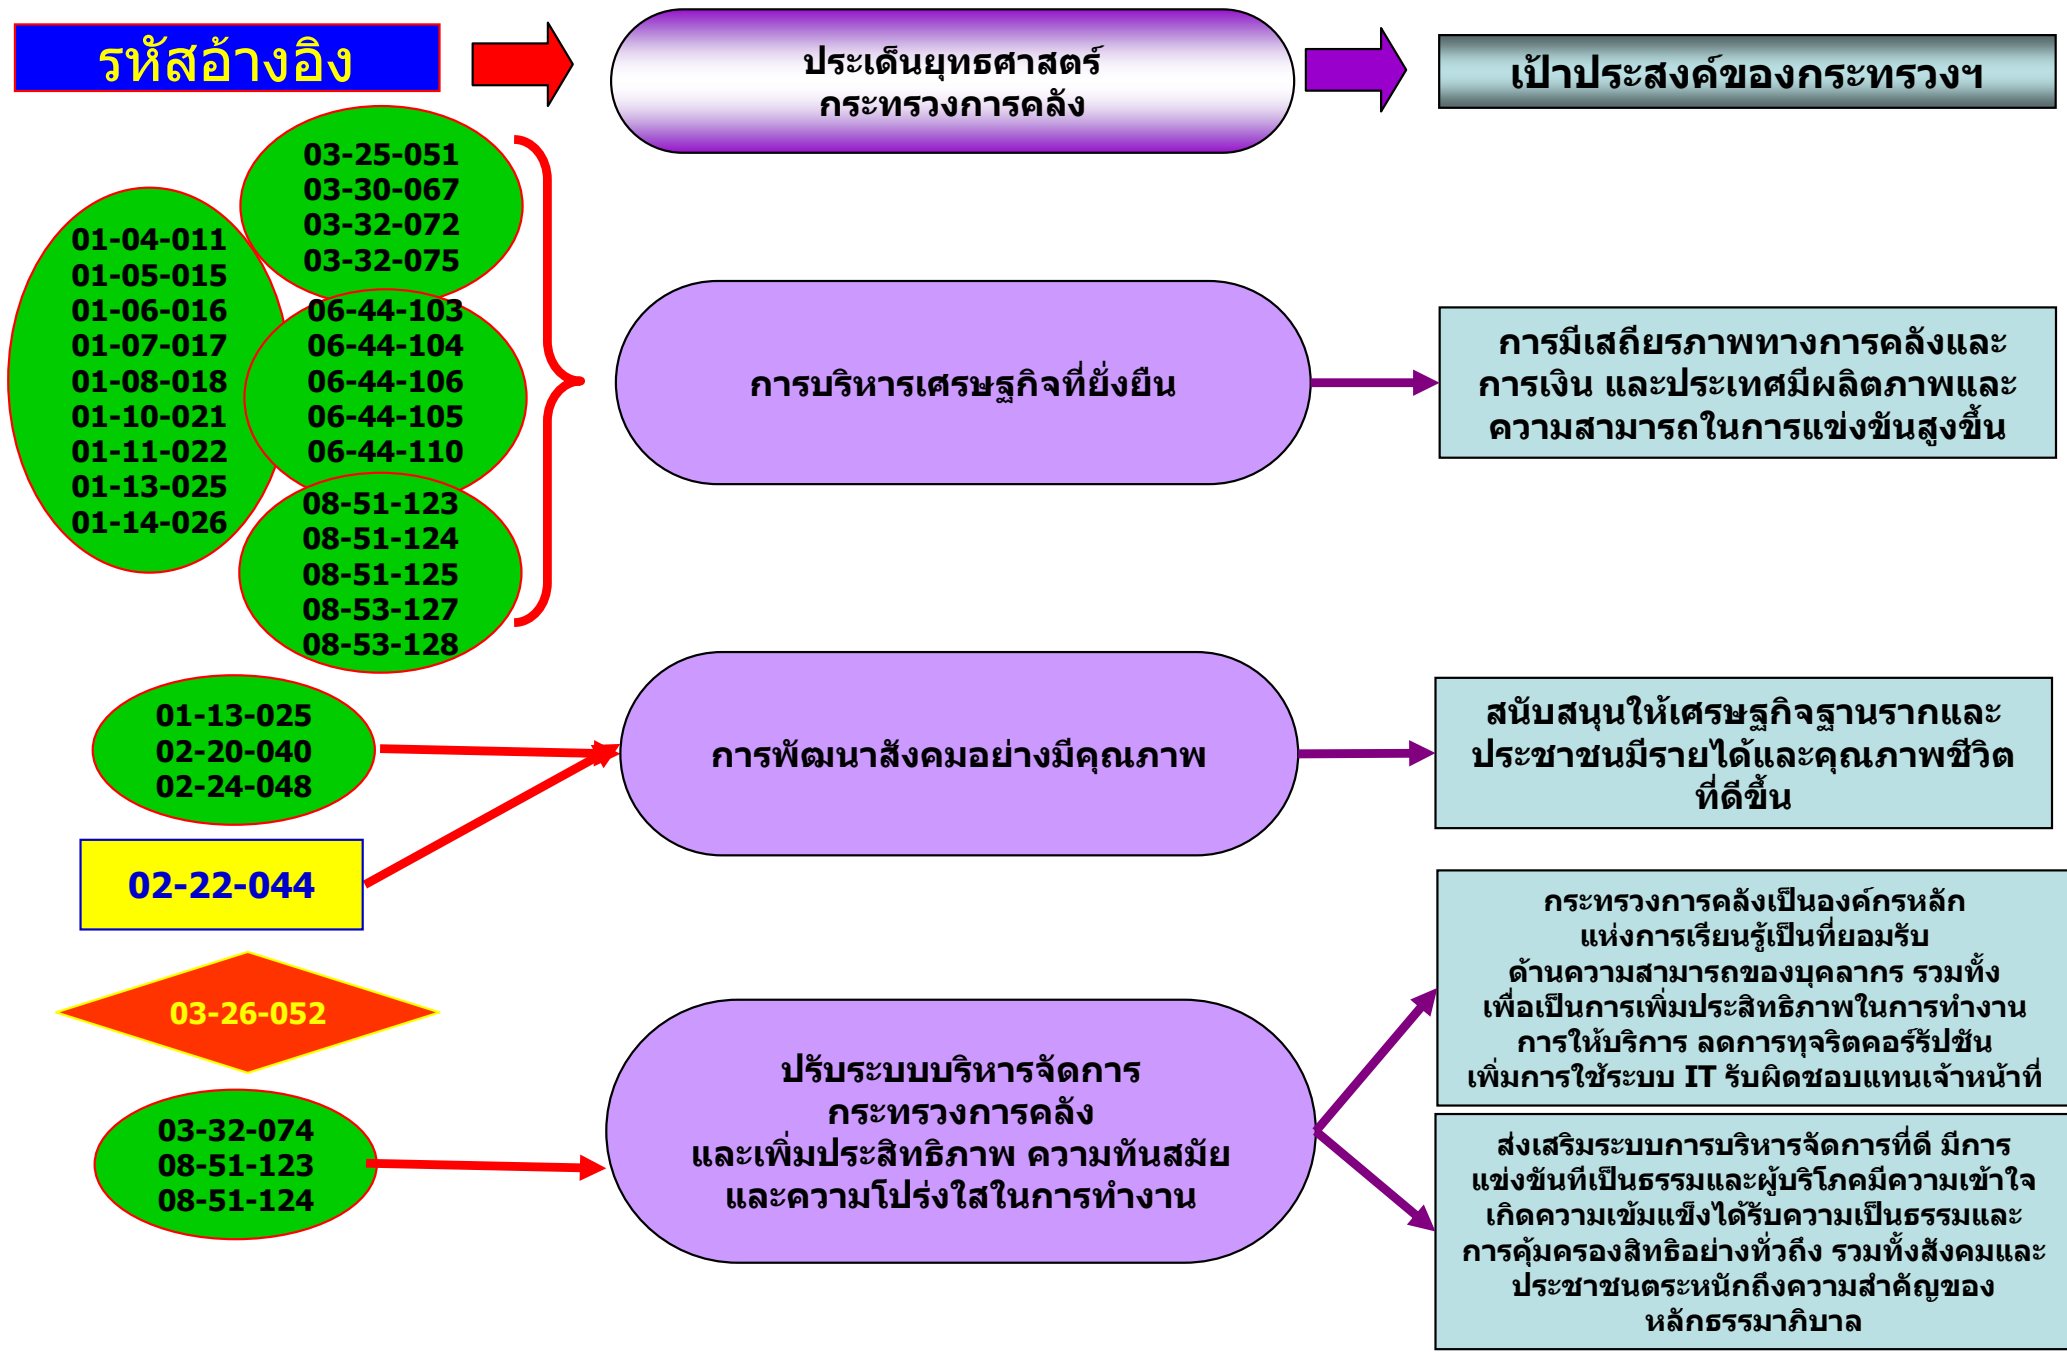 รหัสอ้างอิง
ประเด็นยุทธศาสตร์
กระทรวงการคลัง
เป้าประสงค์ของกระทรวงฯ
03-25-051
03-30-067
03-32-072
03-32-075
01-04-011
01-05-015
01-06-016
01-07-017
01-08-018
01-10-021
01-11-022
01-13-025
01-14-026
06-44-103
06-44-104
06-44-106
06-44-105
06-44-110
08-51-123
08-51-124
08-51-125
08-53-127
08-53-128
การบริหารเศรษฐกิจที่ยั่งยืน
การมีเสถียรภาพทางการคลังและ
การเงิน และประเทศมีผลิตภาพและ
ความสามารถในการแข่งขันสูงขึ้น
01-13-025
02-20-040
02-24-048
02-22-044
การพัฒนาสังคมอย่างมีคุณภาพ
สนับสนุนให้เศรษฐกิจฐานรากและ
ประชาชนมีรายได้และคุณภาพชีวิต
ที่ดีขึ้น
03-26-052
03-32-074
08-51-123
08-51-124
ปรับระบบบริหารจัดการ
กระทรวงการคลัง
และเพิ่มประสิทธิภาพ ความทันสมัย
และความโปร่งใสในการทำงาน
กระทรวงการคลังเป็นองค์กรหลัก
แห่งการเรียนรู้เป็นที่ยอมรับ
ด้านความสามารถของบุคลากร รวมทั้ง
เพื่อเป็นการเพิ่มประสิทธิภาพในการทำงาน
การให้บริการ ลดการทุจริตคอร์รัปชัน
เพิ่มการใช้ระบบ IT รับผิดชอบแทนเจ้าหน้าที่
ส่งเสริมระบบการบริหารจัดการที่ดี มีการ
แข่งขันทีเป็นธรรมและผู้บริโภคมีความเข้าใจ
เกิดความเข้มแข็งได้รับความเป็นธรรมและ
การคุ้มครองสิทธิอย่างทั่วถึง รวมทั้งสังคมและ
ประชาชนตระหนักถึงความสำคัญของ
หลักธรรมาภิบาล